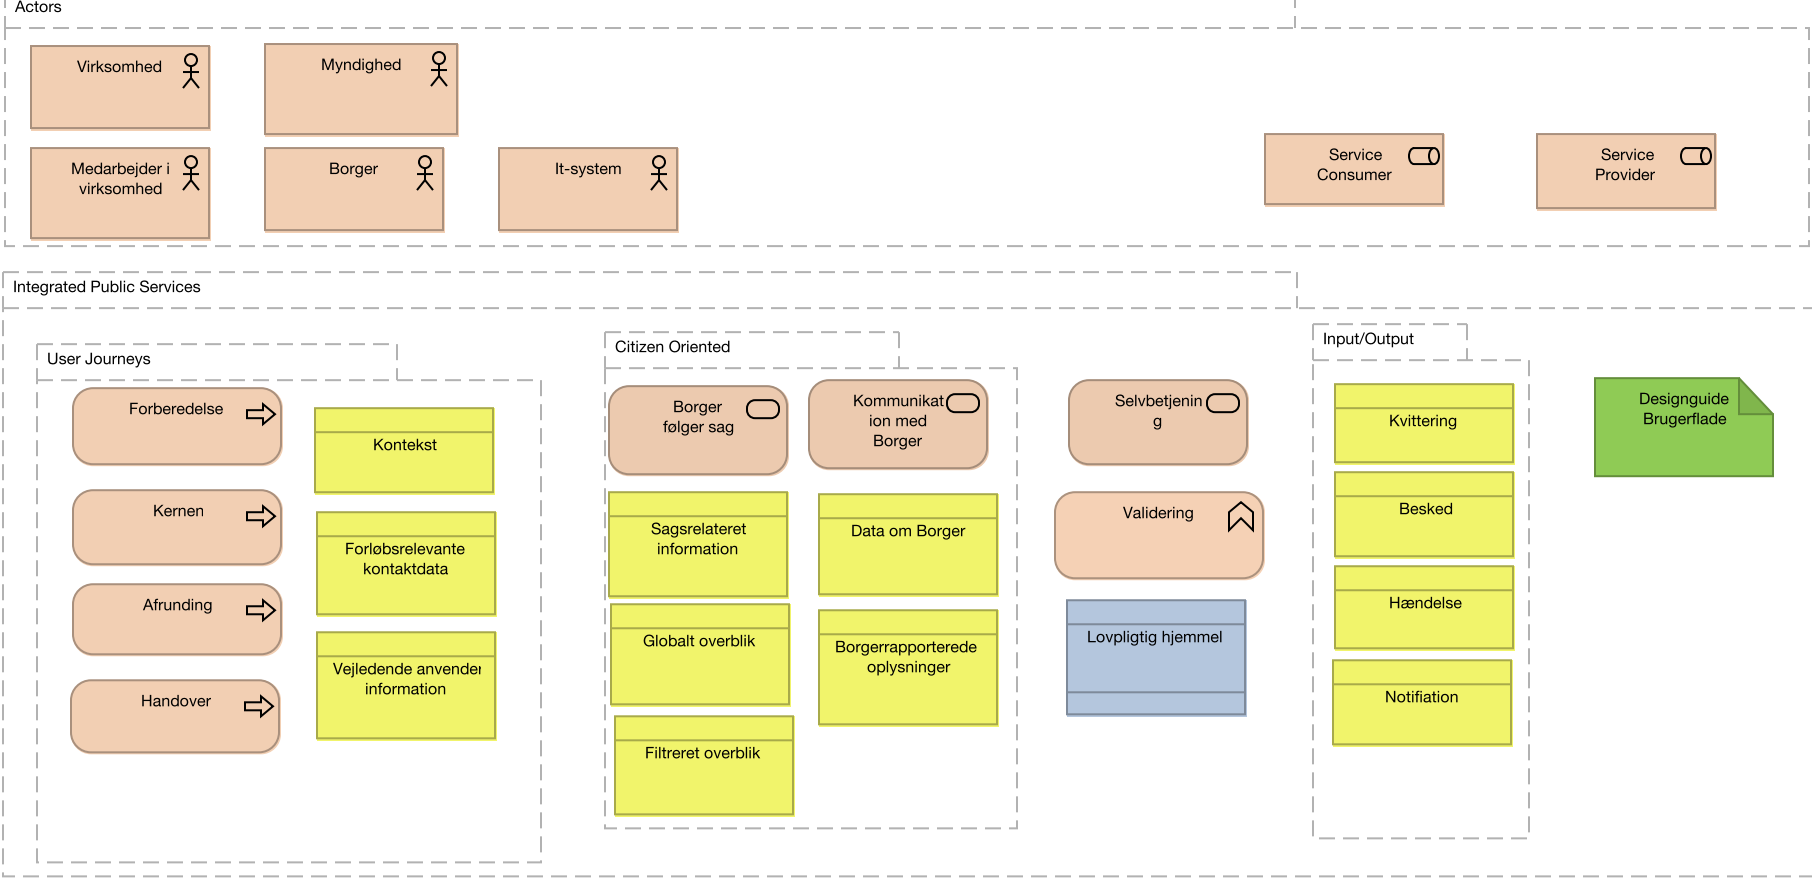 Actors
Virksomhed
Myndighed
Medarbejder i
virksomhed
Borger
It-system
Service
Consumer
Service
Provider
Integrated Public Services
User Journeys
Forberedelse
Kernen
Afrunding
Handover
Kontekst
Forløbsrelevante
kontaktdata
Vejledende anvender
information
Citizen Oriented
Borger
følger sag
Kommunikat
ion med
Borger
Sagsrelateret
information
Data om Borger
Globalt overblik
Borgerrapporterede
oplysninger
Filtreret overblik
Selvbetjenin
g
Validering
Lovpligtig hjemmel
Input/Output
Kvittering
Besked
Hændelse
Notifiation
Designguide
Brugerflade